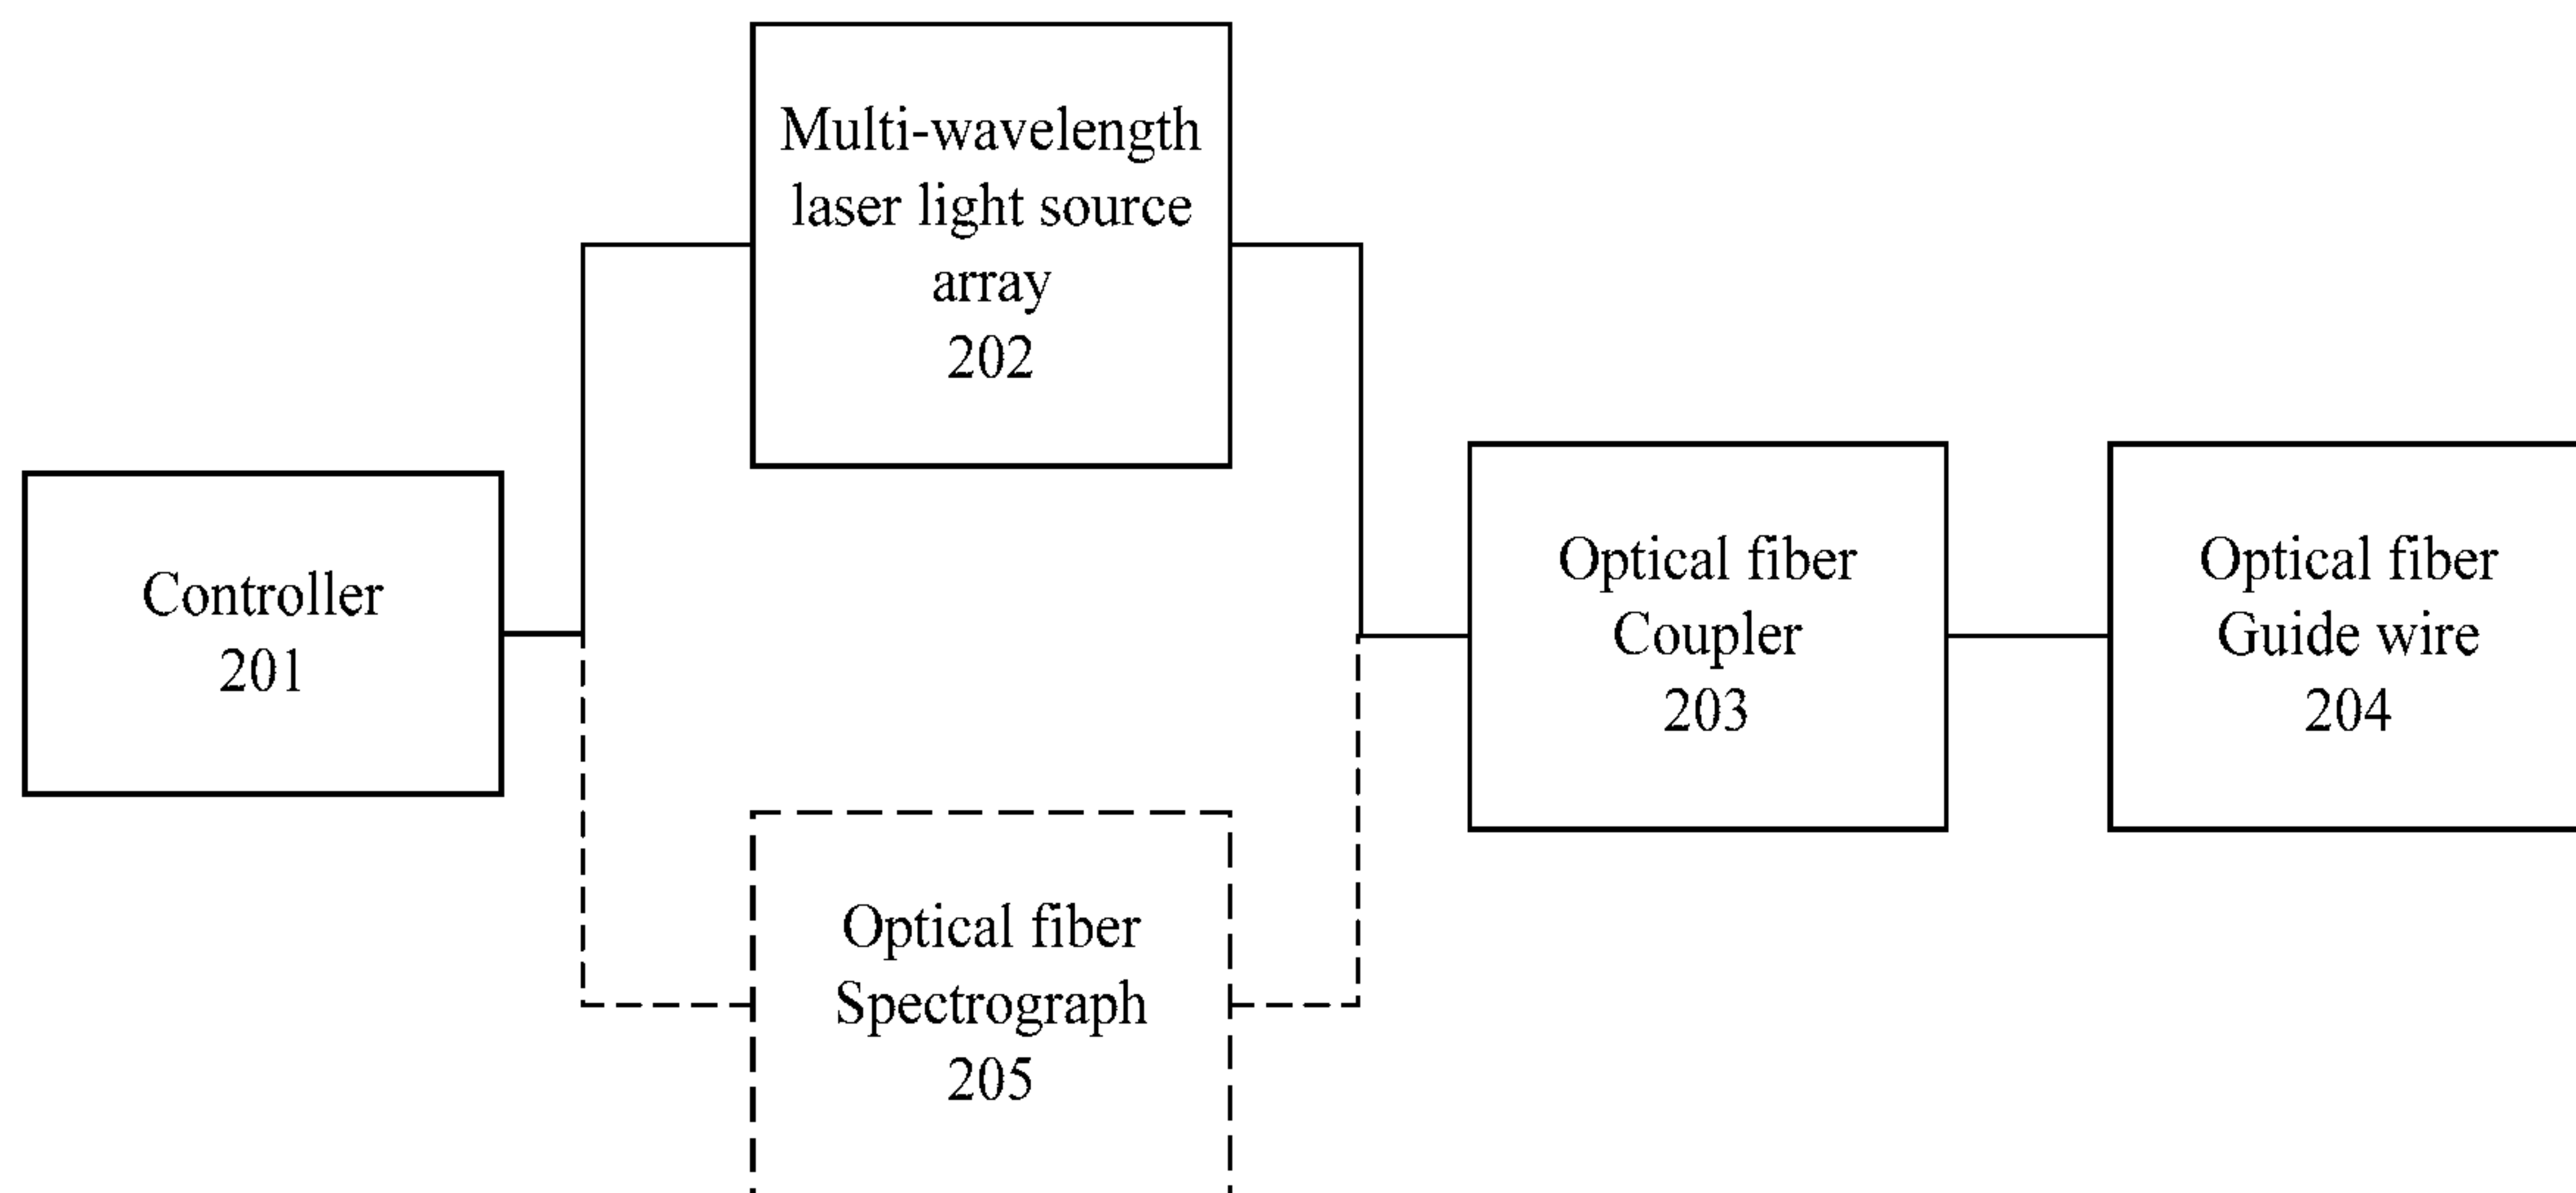 Multi-wavelength
laser light source
array
202
Controller
201
Optical fiber
Coupler
203
Optical fiber
Guide wire
204
Optical fiber
Spectrograph
205